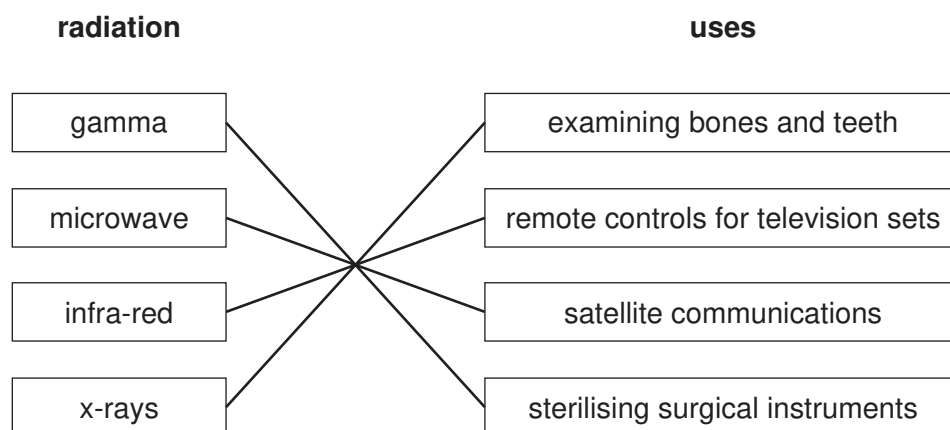 radiation
uses
gamma
examining bones and teeth
microwave
remote controls for television sets
infra-red
satellite communications
x-rays
sterilising surgical instruments